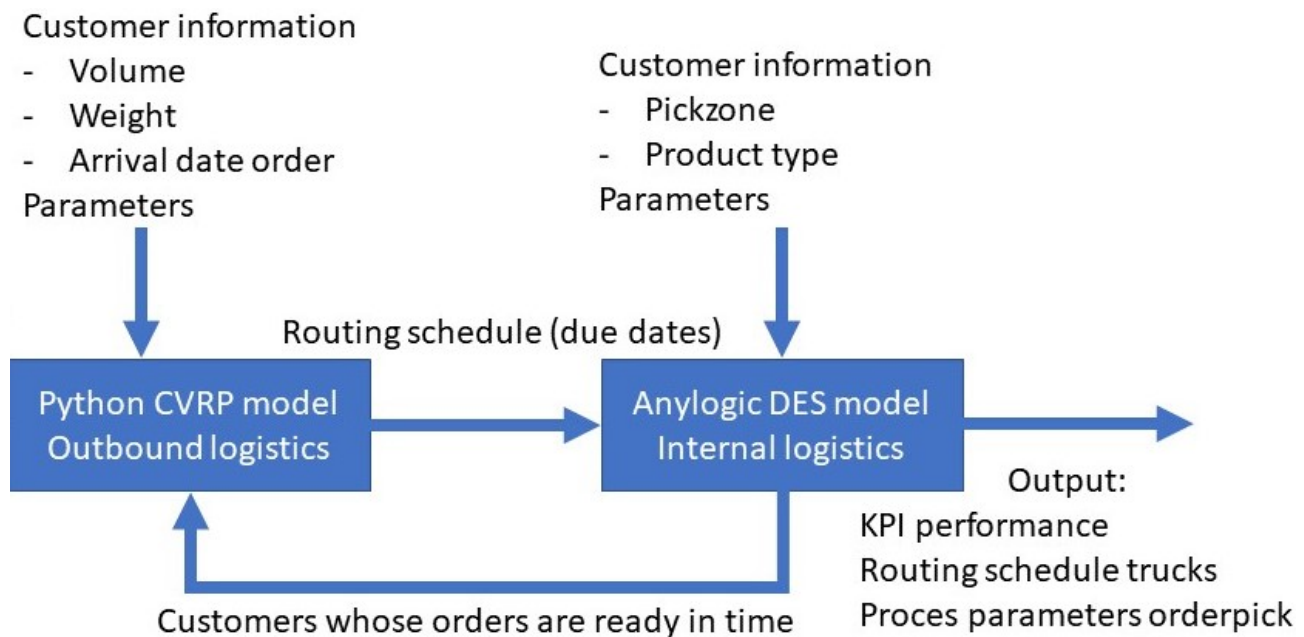 Customer information
- Volume
- Weight
- Arrival date order
Parameters
Customer information
- Pickzone
- Product type
Parameters
Routing schedule (due dates)
Python CVRP model
Outbound logistics
Anylogic DES model
Internal logistics
Output:
KPI performance
Routing schedule trucks
Proces parameters orderpick
Customers whose orders are ready in time